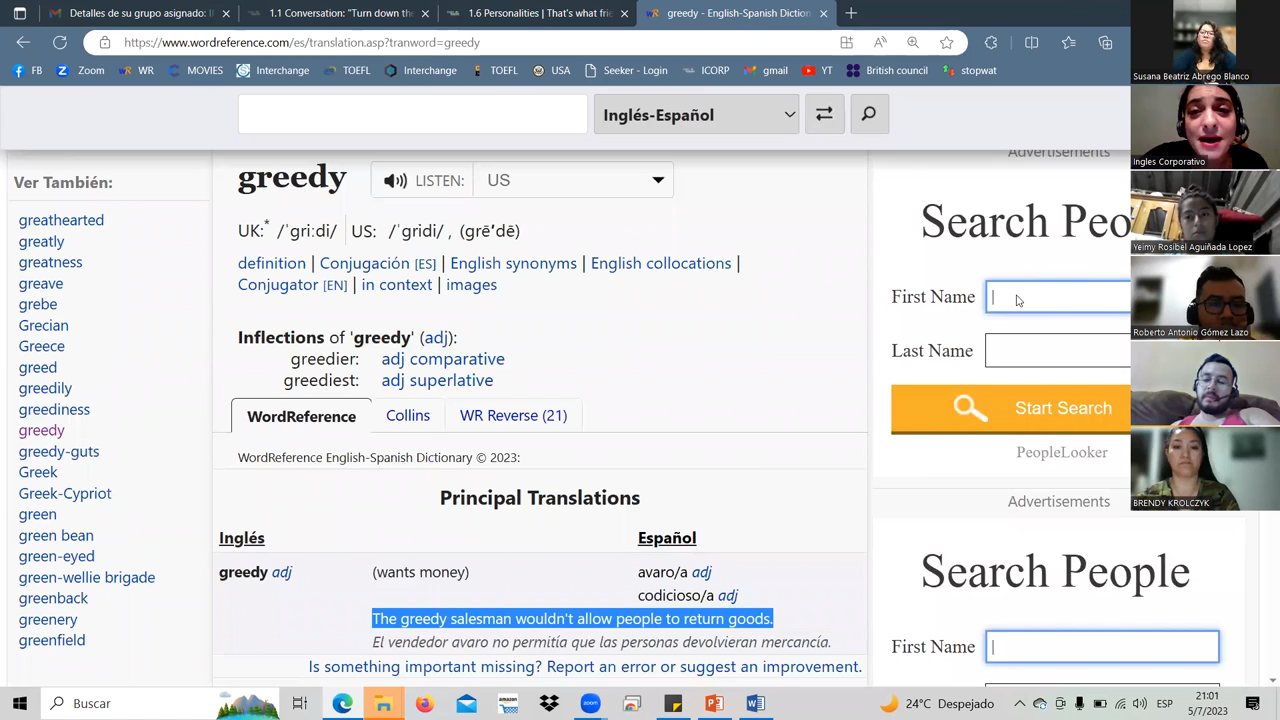 Detalles de su grupo asignado: I
1.1 Conversation: "Turn down the
1.6 Personalities | That's what frie
greedy - English-Spanish Diction
https://www.wordreference.com/es/translation.asp?tranword=greedy
FB
Zoom
WR
MOVIES
Interchange
TOEFL
Interchange
TOEFL
USA
Seeker - Login
ICORP
gmail
YT
British council
stopwat
Inglés-Español
Ver También:
greathearted
greatly
greatness
greave
grebe
Grecian
Greece
greed
greedily
greediness
greedy
greedy-guts
Greek
Greek-Cypriot
green
green bean
green-eyed
green-wellie brigade
greenback
greenery
greenfield
greedy
LISTEN:
US
UK:* /ˈgriːdi/ US: /ˈgridi/ , (grēʹdē)
definition | Conjugación [ES] | English synonyms | English collocations |
Conjugator [EN] | in context | images
Inflections of 'greedy' (adj):
greedier: adj comparative
greediest: adj superlative
WordReference
Collins
WR Reverse (21)
WordReference English-Spanish Dictionary © 2023:
Principal Translations
Inglés Español
greedy adj (wants money) avaro/a adj
codicioso/a adj
The greedy salesman wouldn't allow people to return goods.
El vendedor avaro no permitía que las personas devolvieran mercancía.
Is something important missing? Report an error or suggest an improvement.
Advertisements
Search Peo
First Name
Last Name
Start Search
PeopleLooker
Advertisements
Search People
First Name
Susana Beatriz Abrego Blanco
Ingles Corporativo
Yeimy Rosibel Aguiñada Lopez
Roberto Antonio Gómez Lazo
BRENDY KROLCZYK
Buscar
24°C Despejado
ESP
21:01
5/7/2023